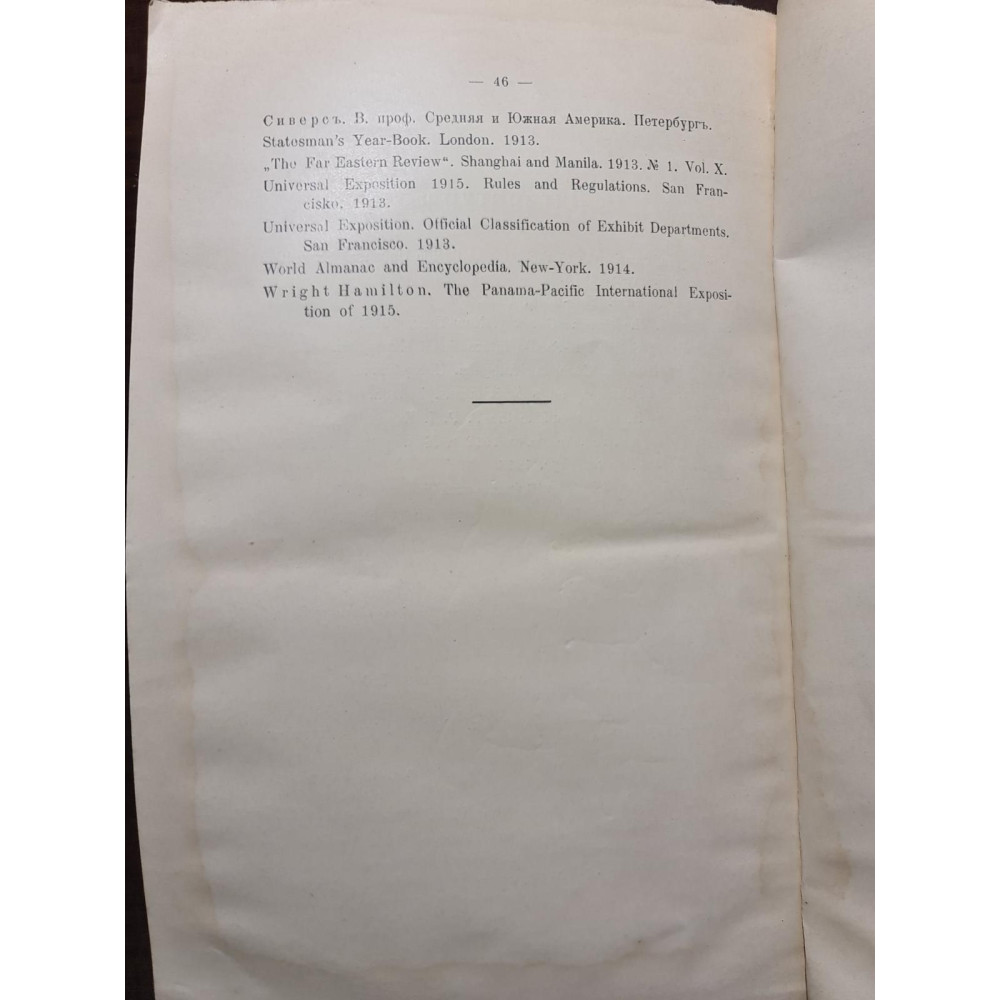 — 46 —
Сиверсъ. В. проф. Средняя и Южная Америка. Петербургъ.
Statesman's Year-Book. London. 1913.
„The Far Eastern Review“. Shanghai and Manila. 1913. № 1. Vol. X.
Universal Exposition 1915. Rules and Regulations. San Fran-
cisko. 1913.
Universal Exposition. Official Classification of Exhibit Departments.
San Francisco. 1913.
World Almanac and Encyclopedia. New-York. 1914.
Wright Hamilton. The Panama-Pacific International Exposi-
tion of 1915.